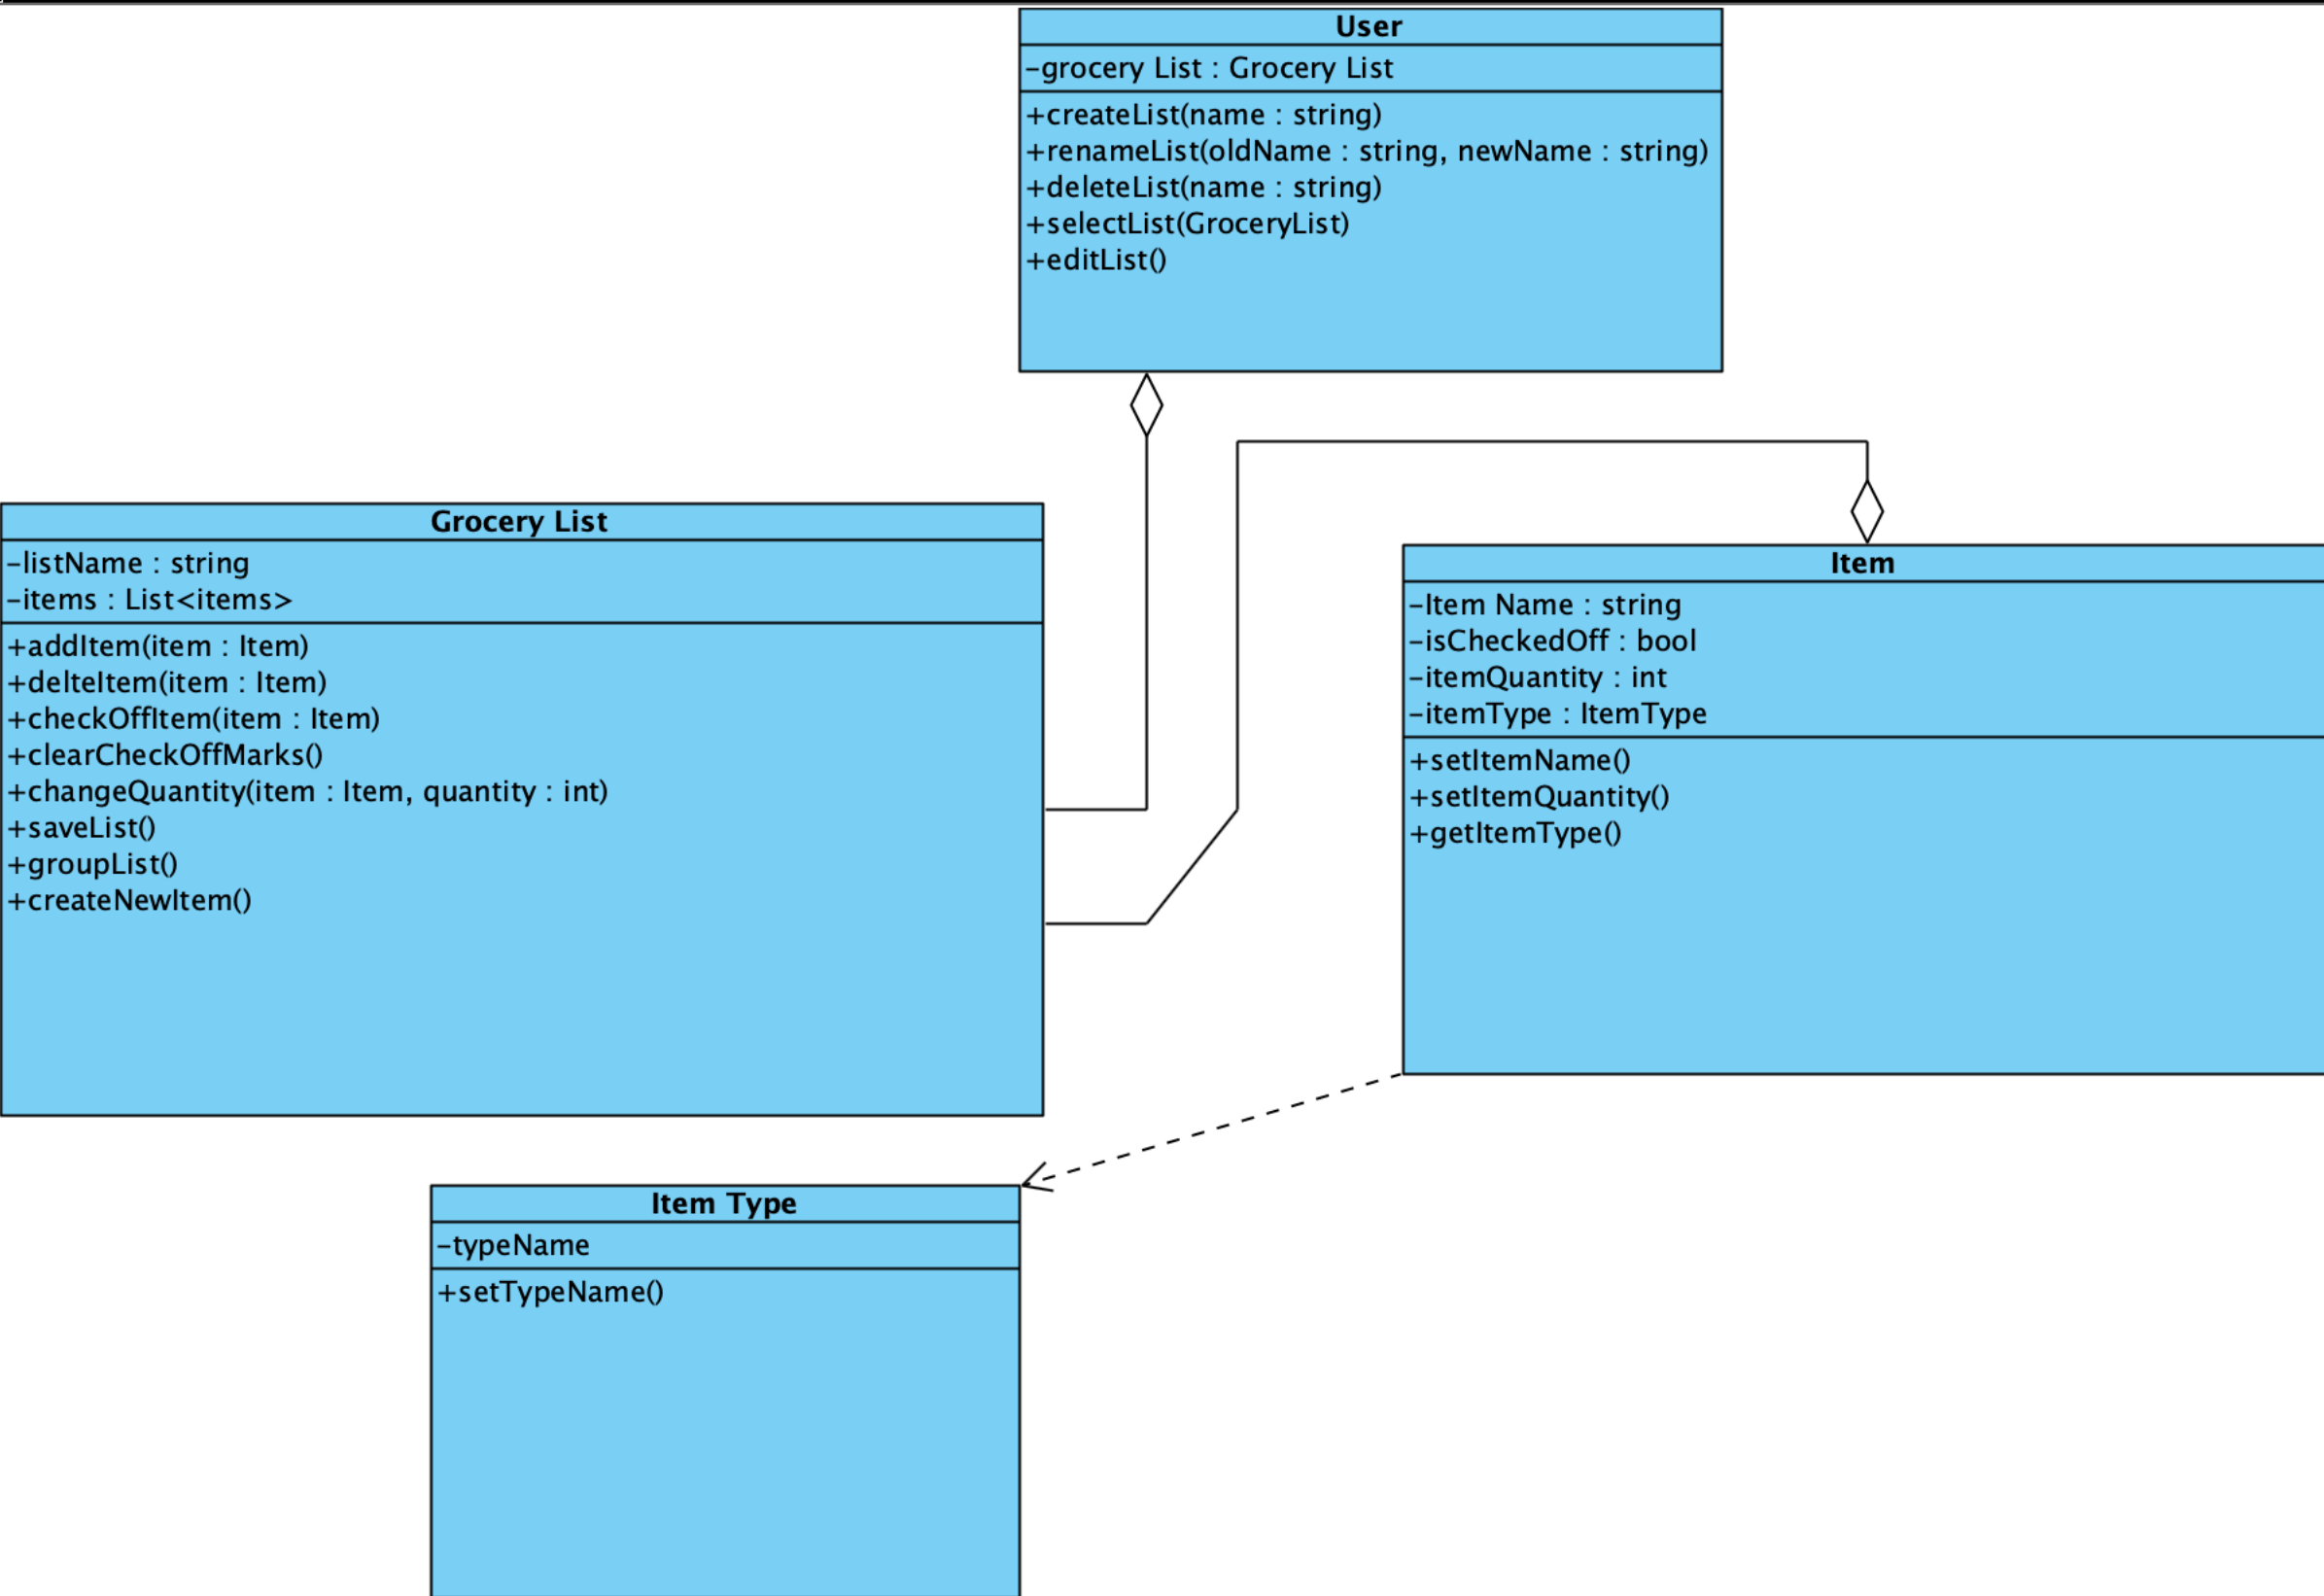 User
-grocery List : Grocery List
+createList(name : string)
+renameList(oldName : string, newName : string)
+deleteList(name : string)
+selectList(GroceryList)
+editList()
Grocery List
-listName : string
-items : List<items>
+addItem(item : Item)
+delteItem(item : Item)
+checkOffItem(item : Item)
+clearCheckOffMarks()
+changeQuantity(item : Item, quantity : int)
+saveList()
+groupList()
+createNewItem()
Item
-Item Name : string
-isCheckedOff : bool
-itemQuantity : int
-itemType : ItemType
+setItemName()
+setItemQuantity()
+getItemType()
Item Type
-typeName
+setTypeName()